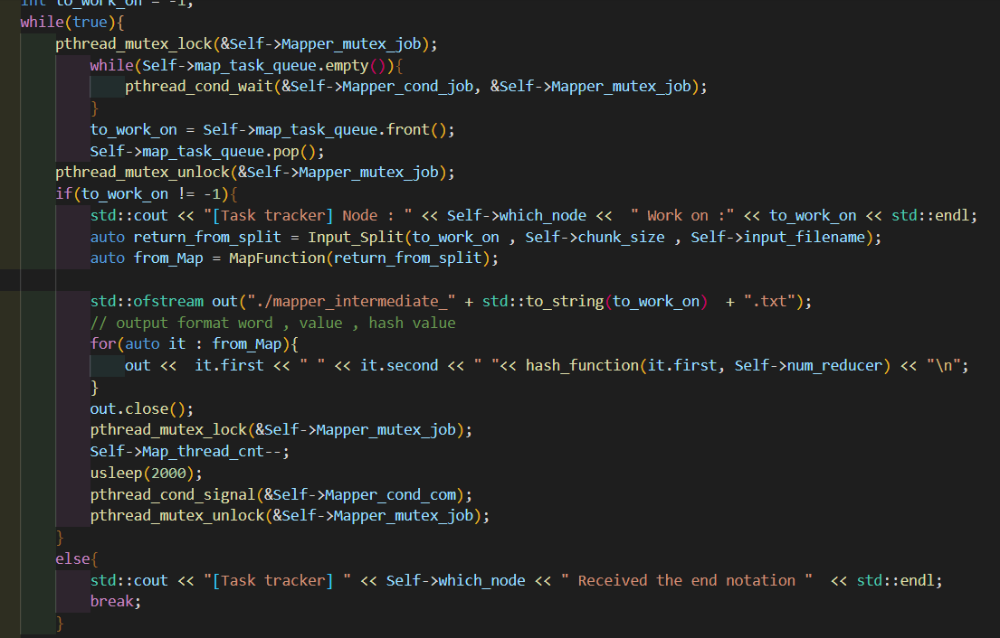 int to_work_on = -1;
while(true){
    pthread_mutex_lock(&Self->Mapper_mutex_job);
        while(Self->map_task_queue.empty()){
            pthread_cond_wait(&Self->Mapper_cond_job, &Self->Mapper_mutex_job);
        }
        to_work_on = Self->map_task_queue.front();
        Self->map_task_queue.pop();
    pthread_mutex_unlock(&Self->Mapper_mutex_job);
    if(to_work_on != -1){
        std::cout << "[Task tracker] Node : " << Self->which_node <<  " Work on :" << to_work_on << std::endl;
        auto return_from_split = Input_Split(to_work_on , Self->chunk_size , Self->input_filename);
        auto from_Map = MapFunction(return_from_split);
        std::ofstream out("./mapper_intermediate_" + std::to_string(to_work_on)  + ".txt");
        // output format word , value , hash value
        for(auto it : from_Map){
            out <<  it.first << " " << it.second << " "<< hash_function(it.first, Self->num_reducer) << "\n";
        }
        out.close();
        pthread_mutex_lock(&Self->Mapper_mutex_job);
        Self->Map_thread_cnt--;
        usleep(2000);
        pthread_cond_signal(&Self->Mapper_cond_com);
        pthread_mutex_unlock(&Self->Mapper_mutex_job);
    }
    else{
        std::cout << "[Task tracker] " << Self->which_node << " Received the end notation "  << std::endl;
        break;
    }